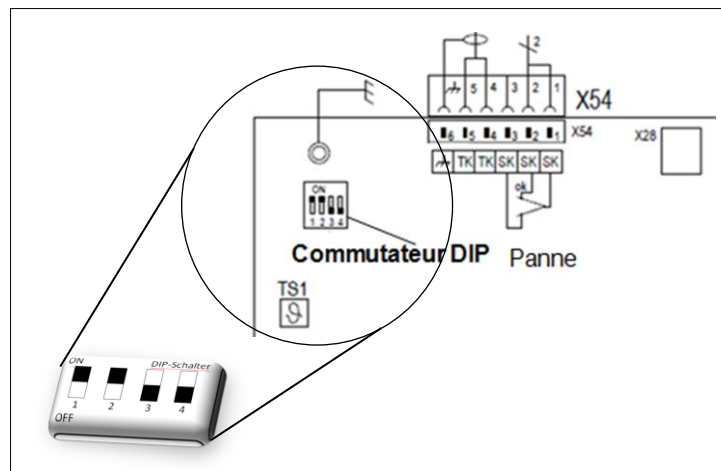 2
5 4 3 2 1
X54
6 5 4 3 2 1
X54
X28
TK TK SK SK SK
ok
ON
1 2 3 4
Commutateur DIP
Panne
TS1
ON
DIP-Schalter
1 2 3 4
OFF